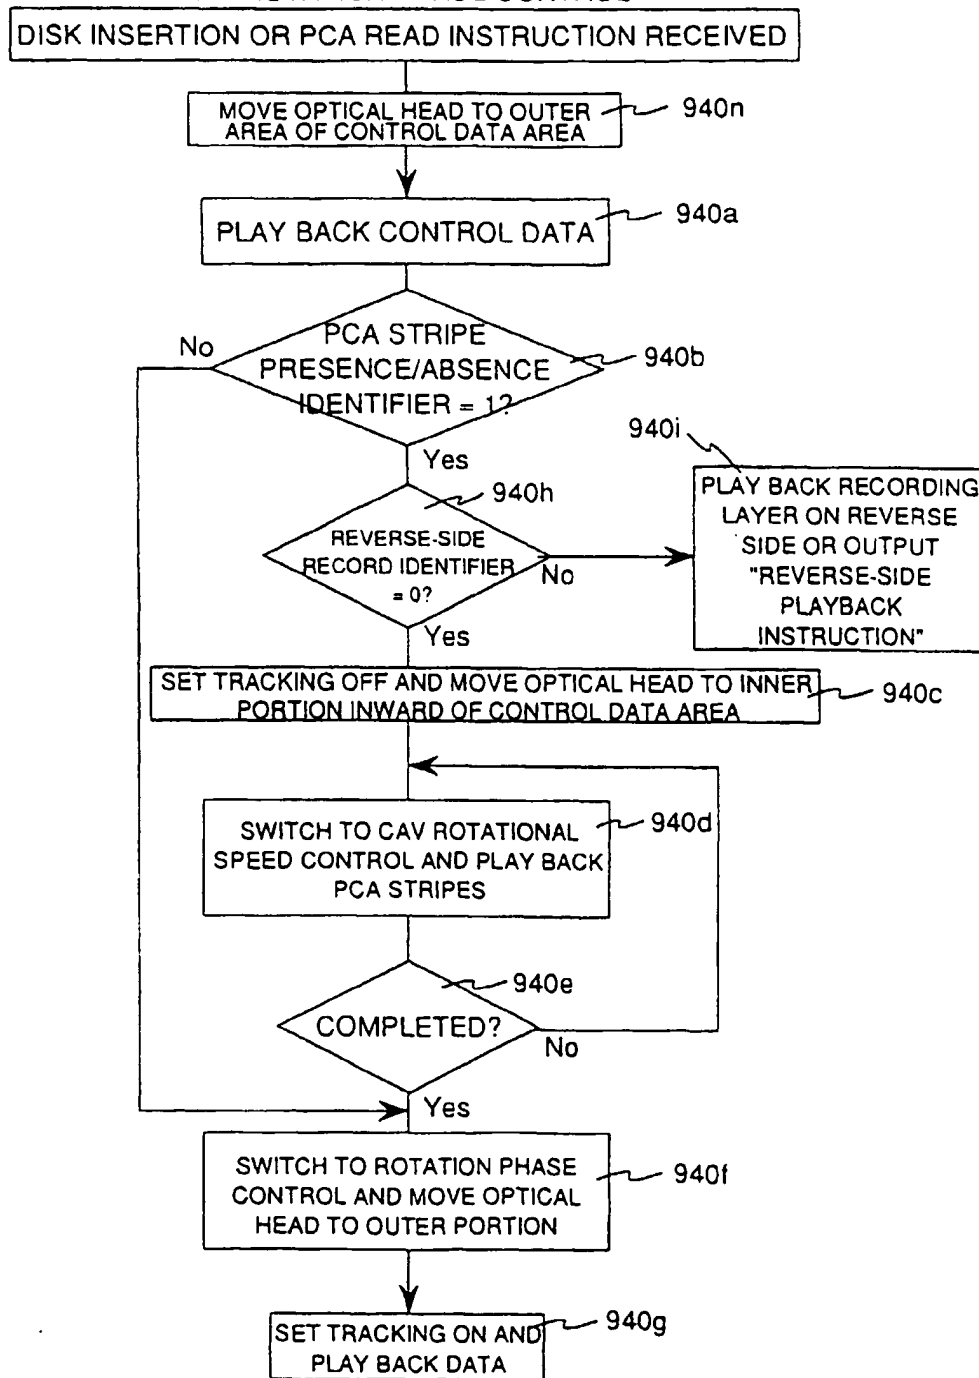 DISK INSERTION OR PCA READ INSTRUCTION RECEIVED
MOVE OPTICAL HEAD TO OUTER
AREA OF CONTROL DATA AREA
940n
PLAY BACK CONTROL DATA
940a
PCA STRIPE
PRESENCE/ABSENCE
IDENTIFIER = 1?
940b
No
Yes
940h
REVERSE-SIDE
RECORD IDENTIFIER
= 0?
No
Yes
940i
PLAY BACK RECORDING
LAYER ON REVERSE
SIDE OR OUTPUT
"REVERSE-SIDE
PLAYBACK
INSTRUCTION"
SET TRACKING OFF AND MOVE OPTICAL HEAD TO INNER
PORTION INWARD OF CONTROL DATA AREA
940c
SWITCH TO CAV ROTATIONAL
SPEED CONTROL AND PLAY BACK
PCA STRIPES
940d
940e
COMPLETED?
No
Yes
SWITCH TO ROTATION PHASE
CONTROL AND MOVE OPTICAL
HEAD TO OUTER PORTION
940f
SET TRACKING ON AND
PLAY BACK DATA
940g